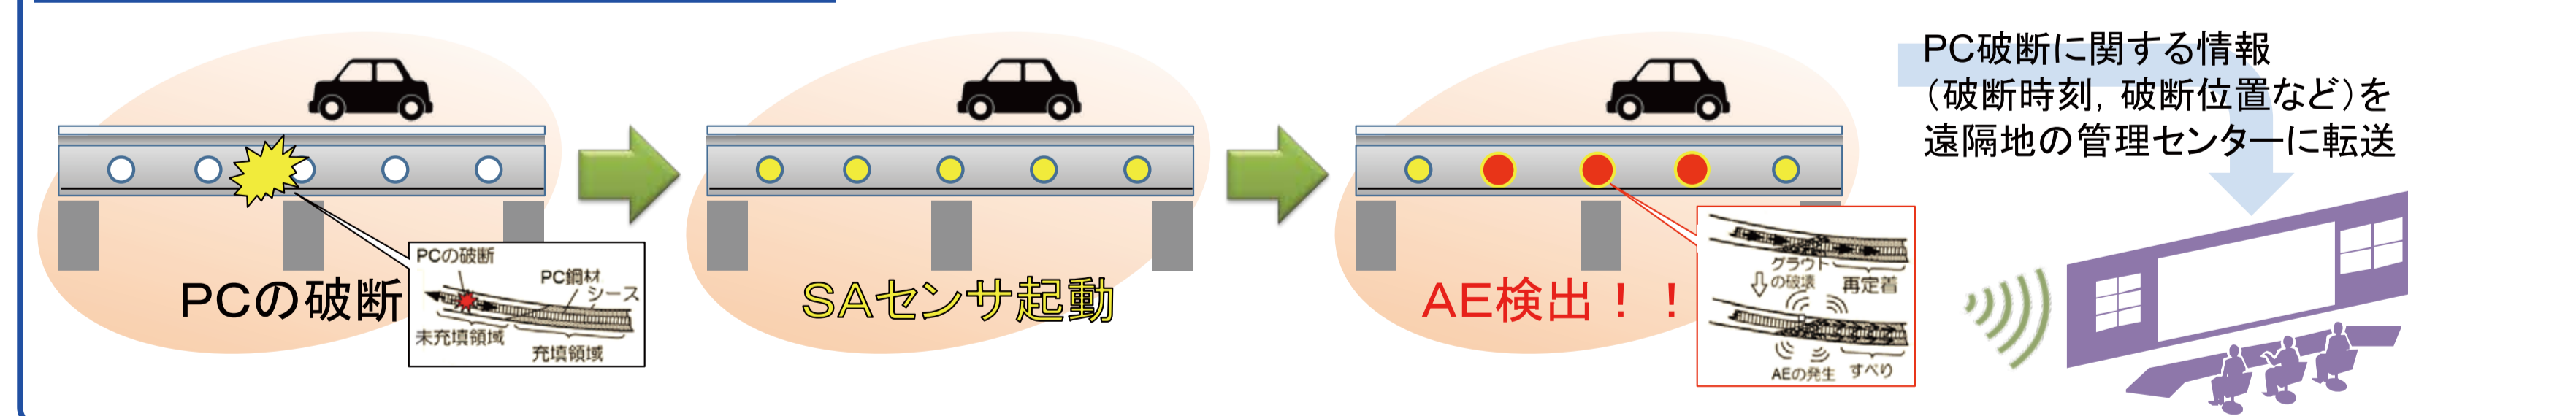 PCの破断
PCの破断
PC鋼材
シース
未充填領域
充填領域
SAセンサ起動
AE検出！！
グラウト
の破壊
再定着
AEの発生
すべり
PC破断に関する情報
（破断時刻，破断位置など）を
遠隔地の管理センターに転送